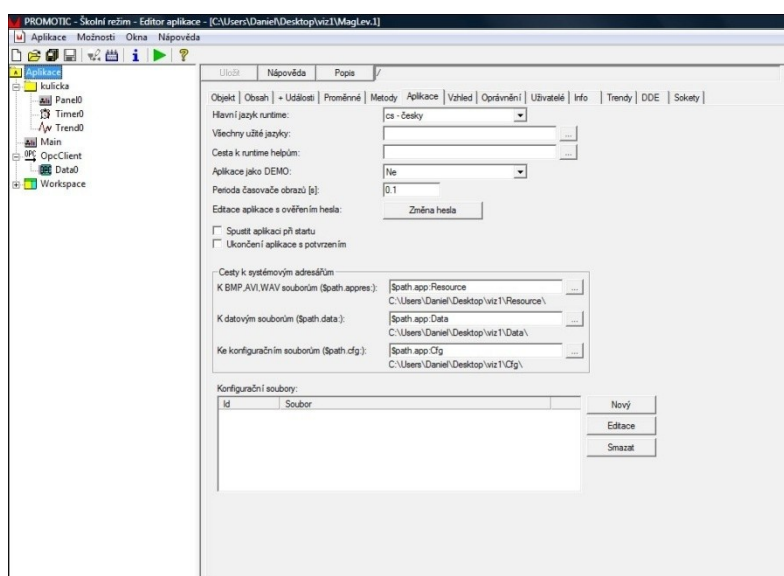 PROMOTIC - Školní režim - Editor aplikace - [C:\Users\Daniel\Desktop\viz1\MagLev.1]
Aplikace Možnosti Okna Nápověda
Aplikace
kulicka
Panel0
Timer0
Trend0
Main
OpcClient
Data0
Workspace
Uložit Nápověda Popis /
Objekt Obsah + Události Proměnné Metody Aplikace Vzhled Oprávnění Uživatelé Info Trendy DDE Sokety
Hlavní jazyk runtime: cs - česky
Všechny užité jazyky: ...
Cesta k runtime helpům: ...
Aplikace jako DEMO: Ne
Perioda časovače obrazů [s]: 0.1
Editace aplikace s ověřením hesla: Změna hesla
Spustit aplikaci při startu
Ukončení aplikace s potvrzením
Cesty k systémovým adresářům
K BMP,AVI,WAV souborům ($path.appres:): $path.app:Resource ...
C:\Users\Daniel\Desktop\viz1\Resource\
K datovým souborům ($path.data:): $path.app:Data ...
C:\Users\Daniel\Desktop\viz1\Data\
Ke konfiguračním souborům ($path.cfg:): $path.app:Cfg ...
C:\Users\Daniel\Desktop\viz1\Cfg\
Konfigurační soubory:
Id Soubor
Nový
Editace
Smazat